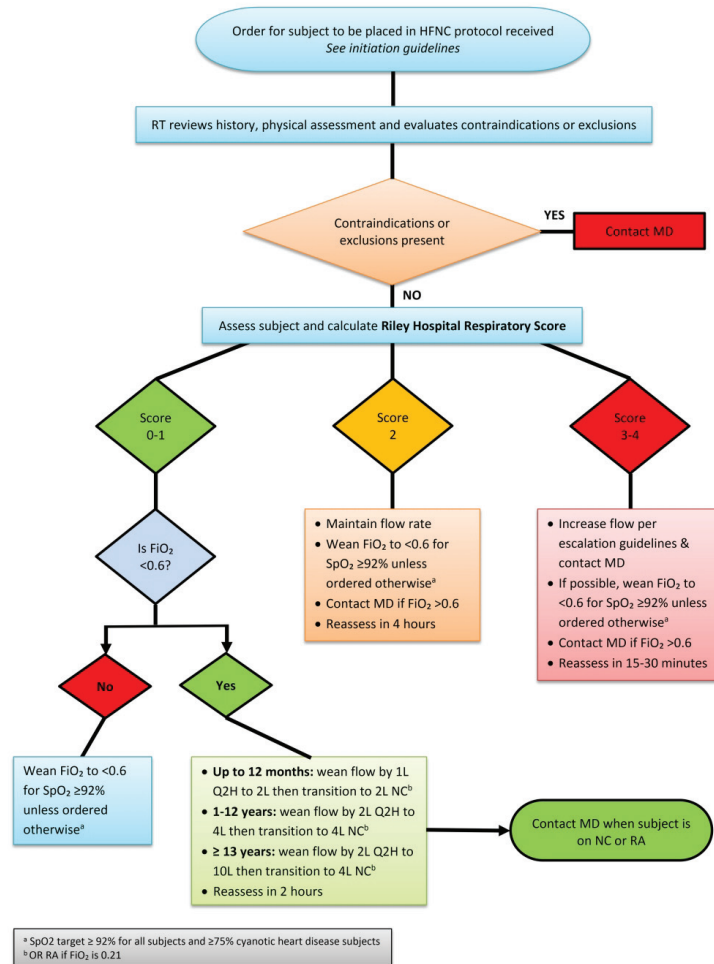 Order for subject to be placed in HFNC protocol received
See initiation guidelines
RT reviews history, physical assessment and evaluates contraindications or exclusions
Contraindications or
exclusions present
YES
Contact MD
NO
Assess subject and calculate Riley Hospital Respiratory Score
Score
0-1
Score
2
Score
3-4
Is FiO₂
<0.6?
• Maintain flow rate
• Wean FiO₂ to <0.6 for
SpO₂ ≥92% unless
ordered otherwiseᵃ
• Contact MD if FiO₂ >0.6
• Reassess in 4 hours
• Increase flow per
escalation guidelines &
contact MD
• If possible, wean FiO₂ to
<0.6 for SpO₂ ≥92% unless
ordered otherwiseᵃ
• Contact MD if FiO₂ >0.6
• Reassess in 15-30 minutes
No
Yes
Wean FiO₂ to <0.6
for SpO₂ ≥92%
unless ordered
otherwiseᵃ
• Up to 12 months: wean flow by 1L
Q2H to 2L then transition to 2L NCᵇ
• 1-12 years: wean flow by 2L Q2H to
4L then transition to 4L NCᵇ
• ≥ 13 years: wean flow by 2L Q2H to
10L then transition to 4L NCᵇ
• Reassess in 2 hours
Contact MD when subject is
on NC or RA
ᵃ SpO2 target ≥ 92% for all subjects and ≥75% cyanotic heart disease subjects
ᵇ OR RA if FiO₂ is 0.21